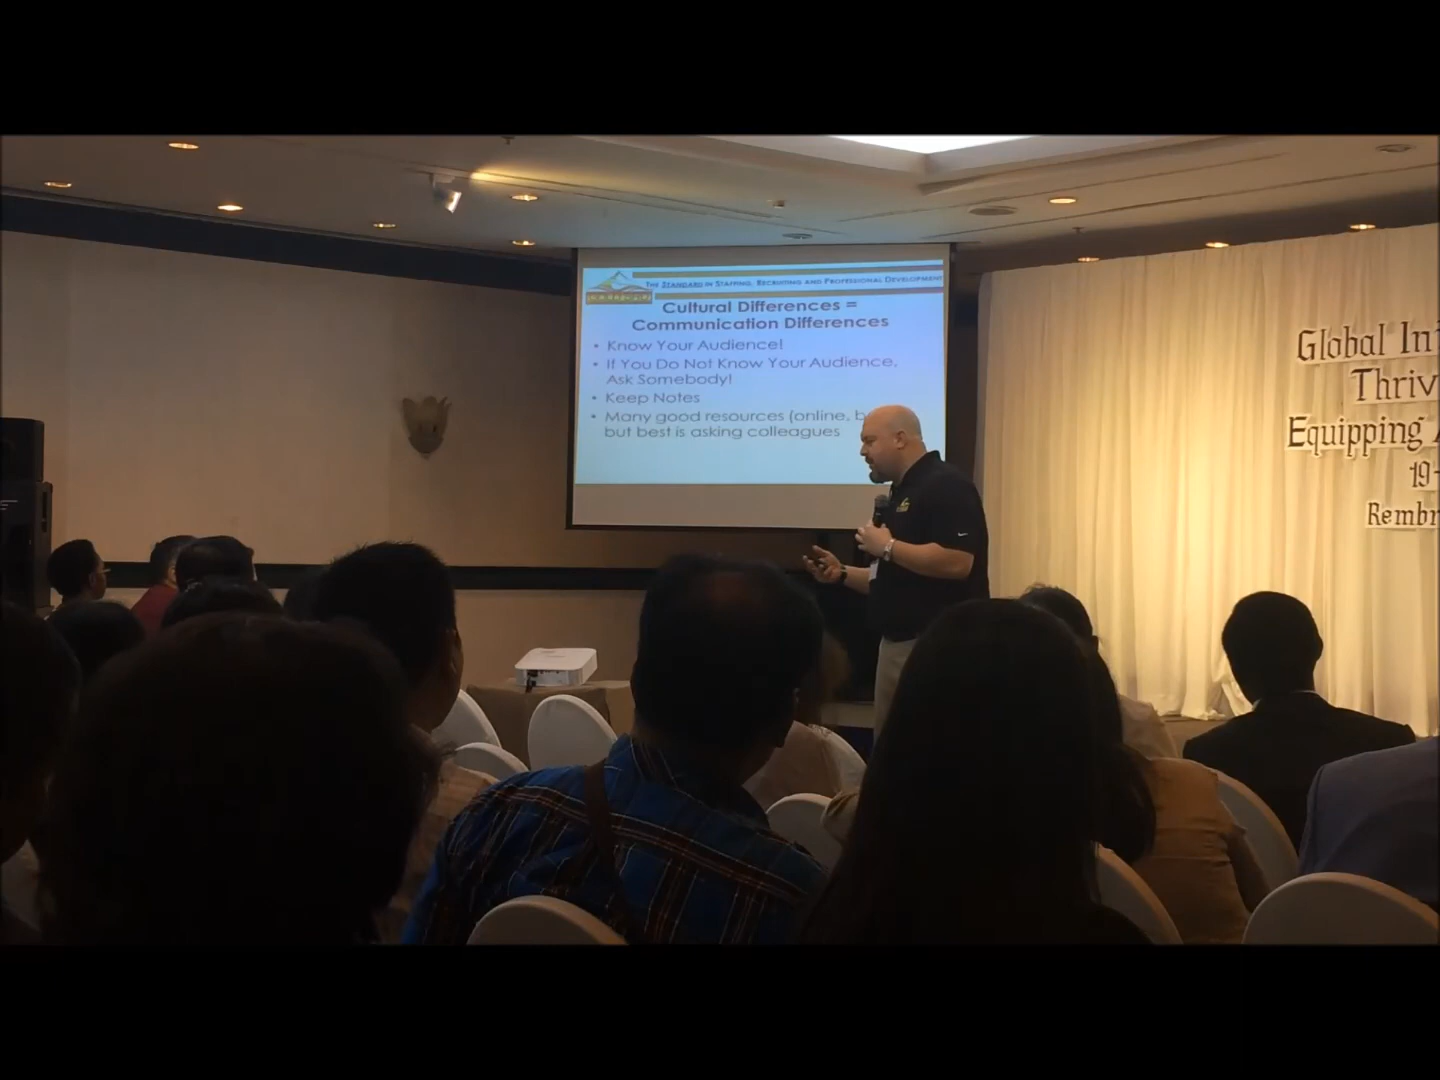 The Standard in Staffing, Recruiting and Professional Development
Cultural Differences =
Communication Differences
• Know Your Audience!
• If You Do Not Know Your Audience,
Ask Somebody!
• Keep Notes
• Many good resources (online, b
but best is asking colleagues
Global In
Thriv
Equipping
19-
Rembr